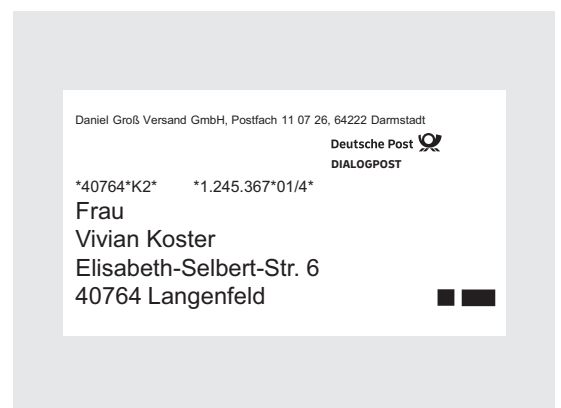 Daniel Groß Versand GmbH, Postfach 11 07 26, 64222 Darmstadt
Deutsche Post
DIALOGPOST
*40764*K2* *1.245.367*01/4*
Frau
Vivian Koster
Elisabeth-Selbert-Str. 6
40764 Langenfeld